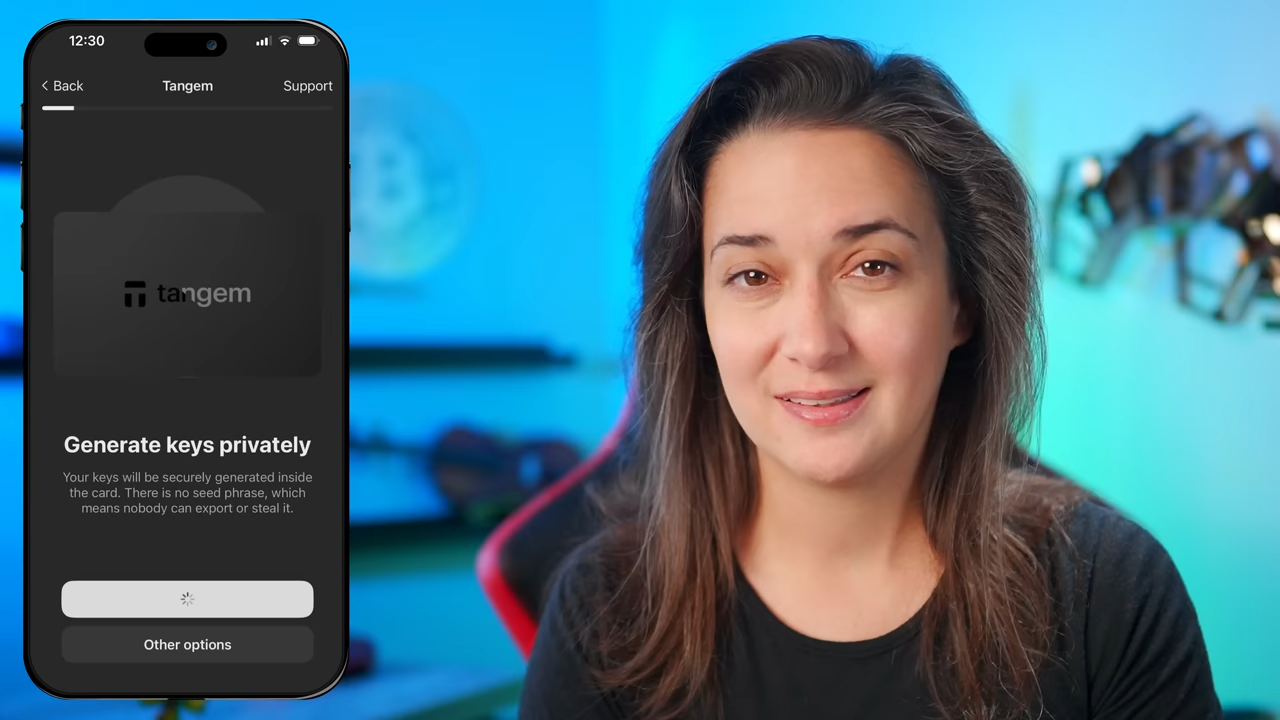 12:30
Back Tangem Support
tangem
Generate keys privately
Your keys will be securely generated inside
the card. There is no seed phrase, which
means nobody can export or steal it.
Other options